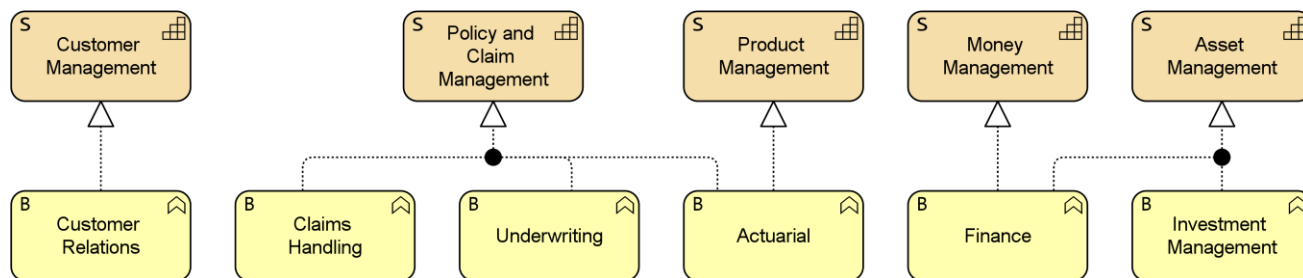 S
Customer
Management
S
Policy and
Claim
Management
S
Product
Management
S
Money
Management
S
Asset
Management
B
Customer
Relations
B
Claims
Handling
B
Underwriting
B
Actuarial
B
Finance
B
Investment
Management